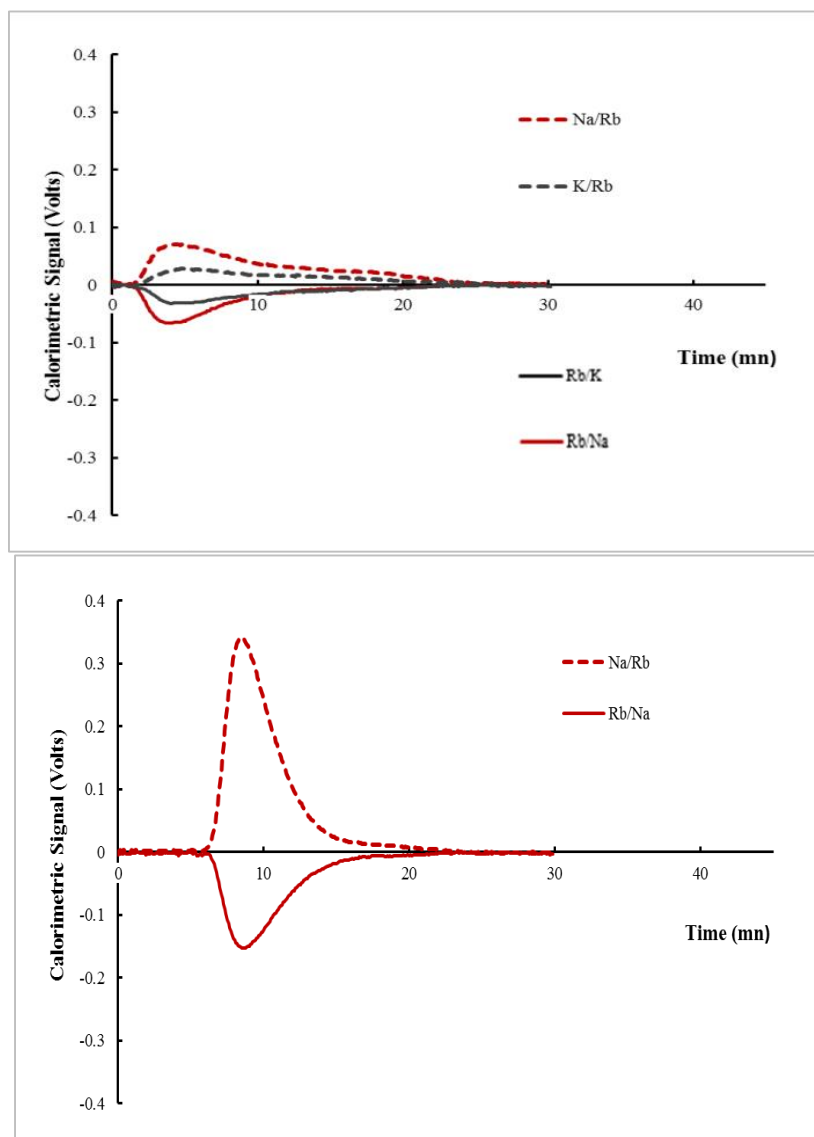 0.4
0.3
Na/Rb
0.2
K/Rb
0.1
0
0 10 20 30 40
-0.1
Time (mn)
Rb/K
-0.2
Rb/Na
-0.3
-0.4
Calorimetric Signal (Volts)
0.4
0.3
Na/Rb
Rb/Na
0.2
0.1
0
0 10 20 30 40
-0.1
Time (mn)
-0.2
-0.3
-0.4
Calorimetric Signal (Volts)